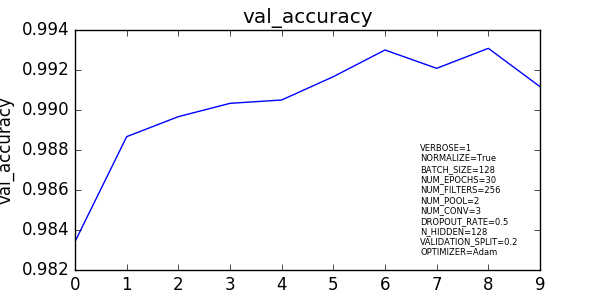 val_accuracy
0.994
0.992
0.990
0.988
0.986
0.984
0.982
val_accuracy
VERBOSE=1
NORMALIZE=True
BATCH_SIZE=128
NUM_EPOCHS=30
NUM_FILTERS=256
NUM_POOL=2
NUM_CONV=3
DROPOUT_RATE=0.5
N_HIDDEN=128
VALIDATION_SPLIT=0.2
OPTIMIZER=Adam
0 1 2 3 4 5 6 7 8 9